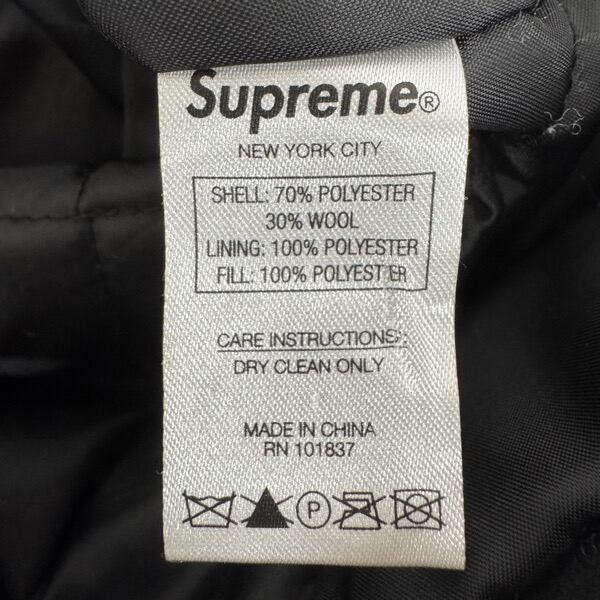 Supreme®
NEW YORK CITY
SHELL: 70% POLYESTER
30% WOOL
LINING: 100% POLYESTER
FILL: 100% POLYESTER
CARE INSTRUCTIONS:
DRY CLEAN ONLY
MADE IN CHINA
RN 101837
P